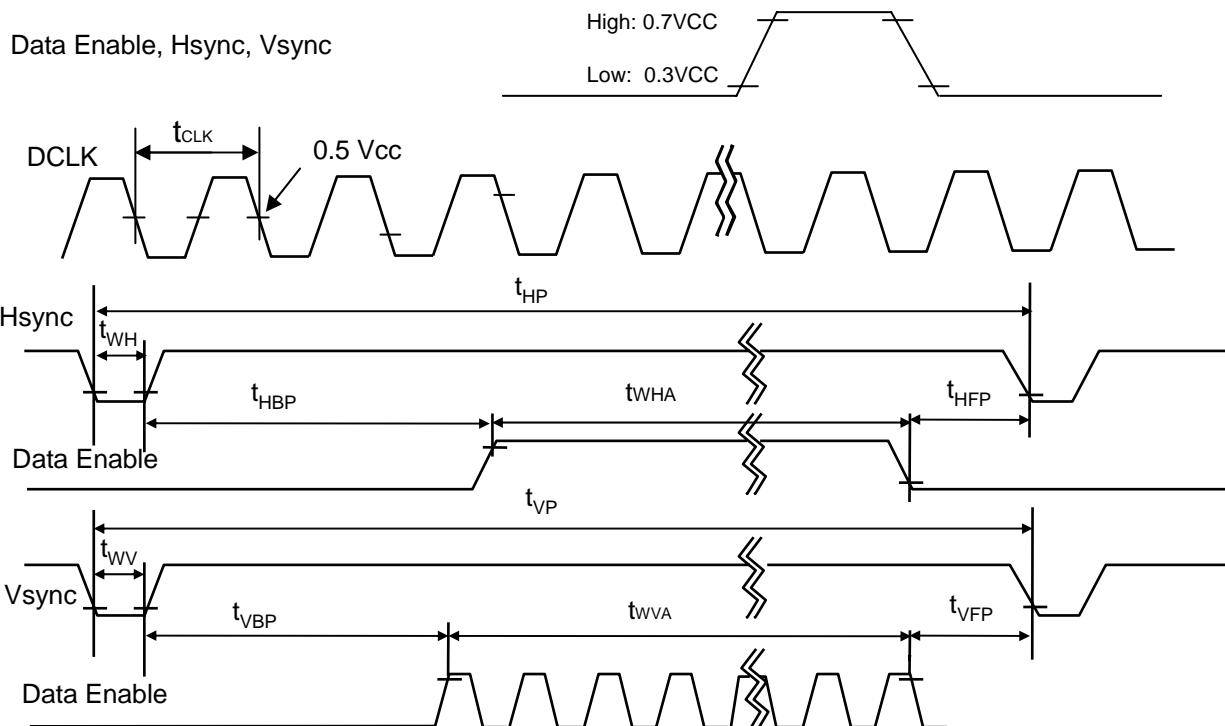 High: 0.7VCC
Data Enable, Hsync, Vsync
Low: 0.3VCC
tCLK
DCLK
0.5 Vcc
tHP
Hsync
tWH
tHBP
tWHA
tHFP
Data Enable
tVP
tWV
Vsync
tVBP
tWVA
tVFP
Data Enable